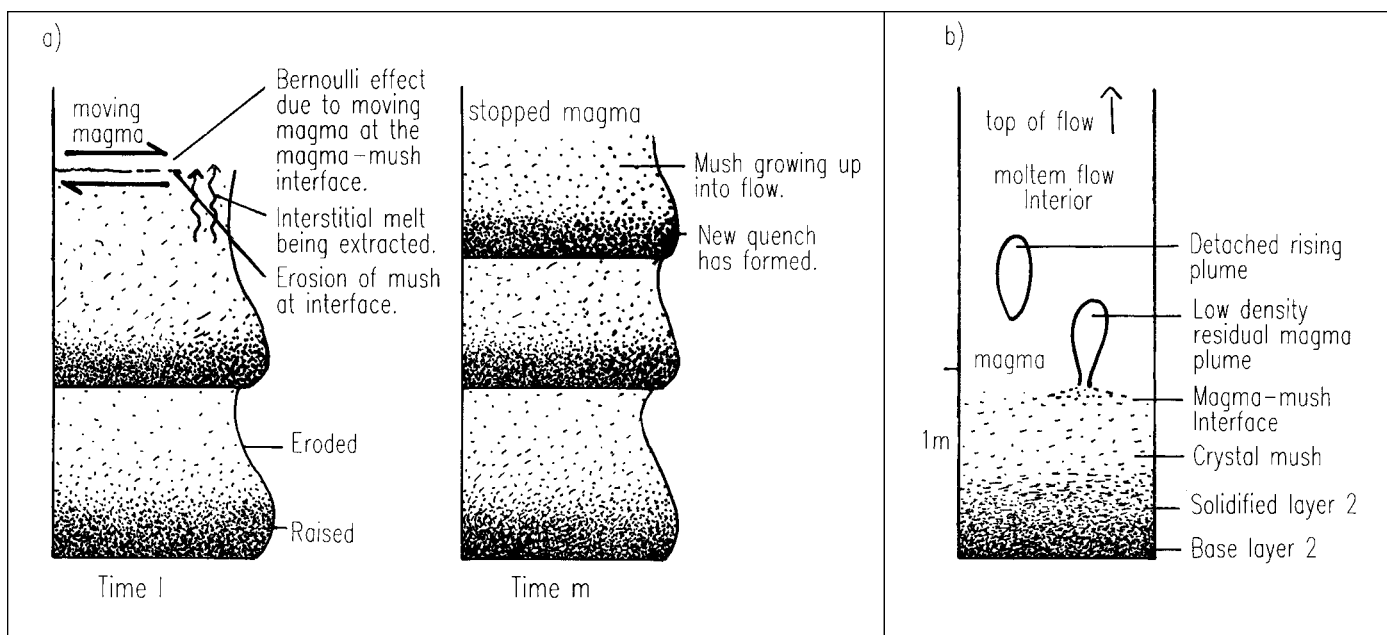 a)
moving
magma
Bernoulli effect
due to moving
magma at the
magma-mush
interface.
Interstitial melt
being extracted.
Erosion of mush
at interface.
Eroded
Raised
Time l
stopped magma
Mush growing up
into flow.
New quench
has formed.
Time m
b)
top of flow
moltem flow
Interior
Detached rising
plume
Low density
residual magma
plume
magma
Magma-mush
Interface
1m
Crystal mush
Solidified layer 2
Base layer 2